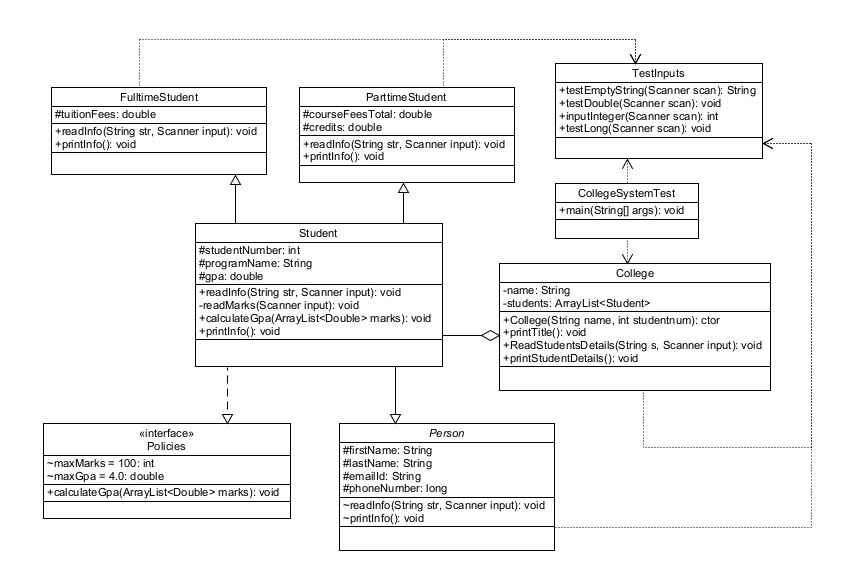 FulltimeStudent
#tuitionFees: double
+readInfo(String str, Scanner input): void
+printInfo(): void
ParttimeStudent
#courseFeesTotal: double
#credits: double
+readInfo(String str, Scanner input): void
+printInfo(): void
TestInputs
+testEmptyString(Scanner scan): String
+testDouble(Scanner scan): void
+inputInteger(Scanner scan): int
+testLong(Scanner scan): void
CollegeSystemTest
+main(String[] args): void
Student
#studentNumber: int
#programName: String
#gpa: double
+readInfo(String str, Scanner input): void
-readMarks(Scanner input): void
+calculateGpa(ArrayList<Double> marks): void
+printInfo(): void
College
-name: String
-students: ArrayList<Student>
+College(String name, int studentnum): ctor
+printTitle(): void
+ReadStudentsDetails(String s, Scanner input): void
+printStudentDetails(): void
«interface»
Policies
~maxMarks = 100: int
~maxGpa = 4.0: double
+calculateGpa(ArrayList<Double> marks): void
Person
#firstName: String
#lastName: String
#emailId: String
#phoneNumber: long
~readInfo(String str, Scanner input): void
~printInfo(): void